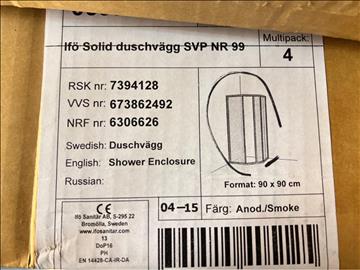 Ifö Solid duschvägg SVP NR 99
Multipack:
4
RSK nr: 7394128
VVS nr: 673862492
NRF nr: 6306626
Swedish: Duschvägg
English: Shower Enclosure
Russian:
Format: 90 x 90 cm
CE
Ifö Sanitär AB, S-295 22
Bromölla, Sweden
www.ifosanitar.com
13
DoP16
PH
EN 14428-CA-IR-DA
04-15
Färg: Anod./Smoke